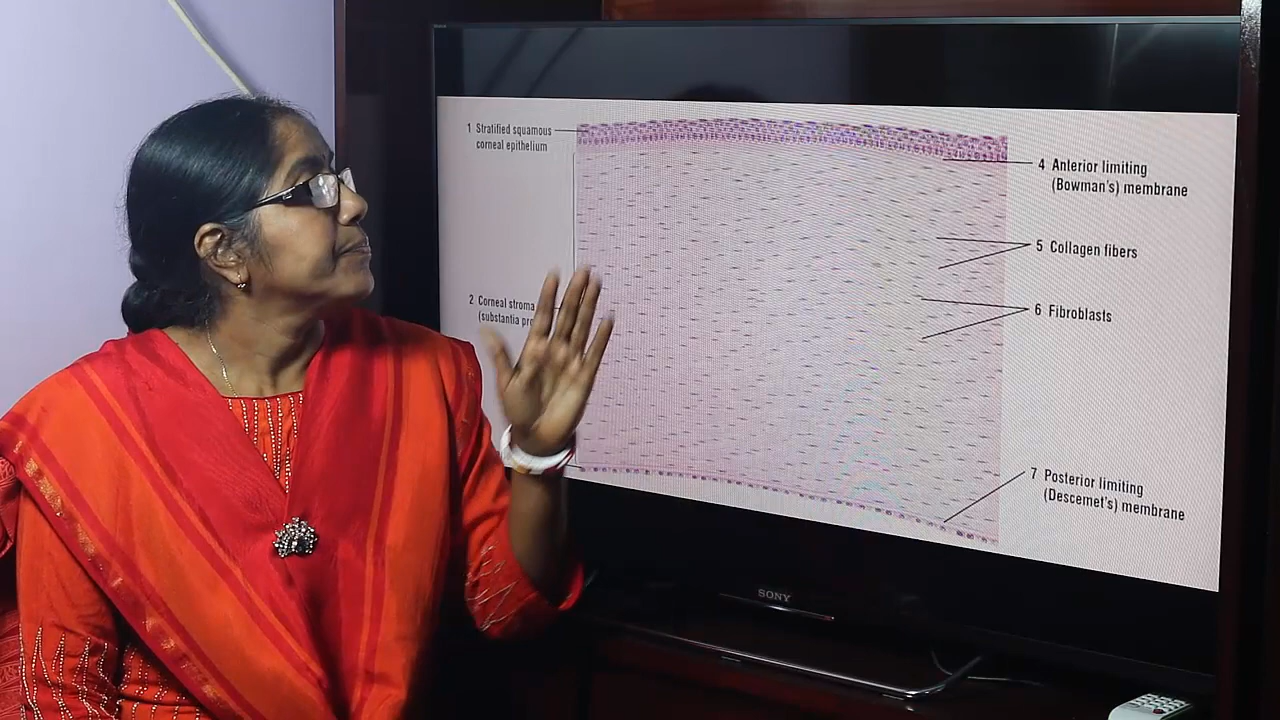 1 Stratified squamous
corneal epithelium
4 Anterior limiting
(Bowman's) membrane
5 Collagen fibers
2 Corneal stroma
(substantia
6 Fibroblasts
7 Posterior limiting
(Descemet's) membrane
SONY